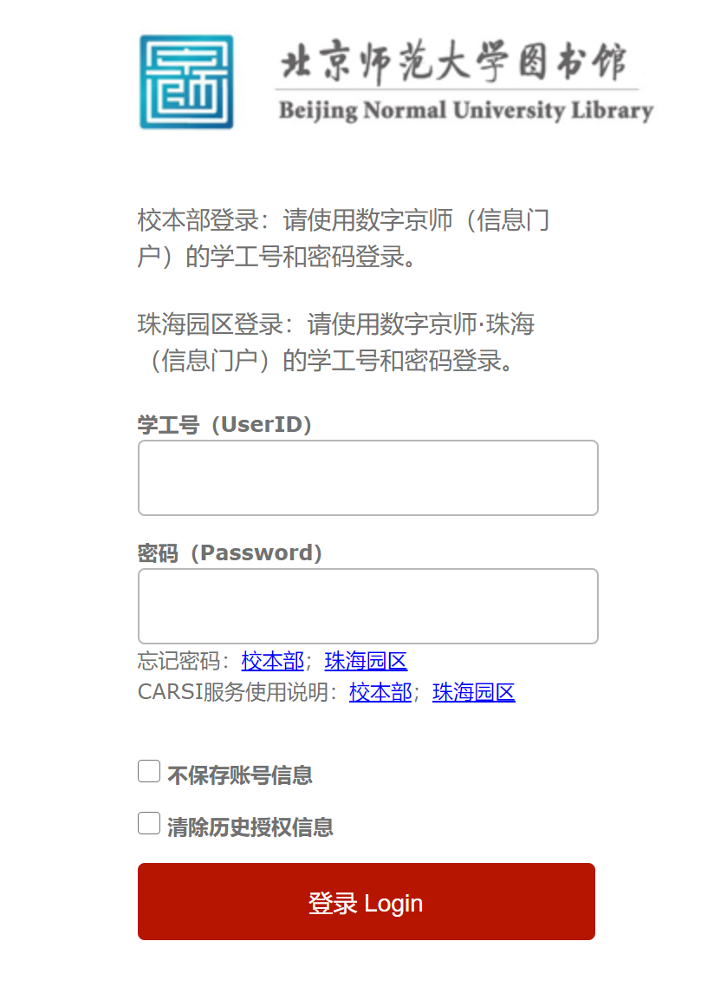 北京师范大学图书馆
Beijing Normal University Library
校本部登录：请使用数字京师（信息门
户）的学工号和密码登录。
珠海园区登录：请使用数字京师·珠海
（信息门户）的学工号和密码登录。
学工号（UserID）
密码（Password）
忘记密码：校本部；珠海园区
CARSI服务使用说明：校本部；珠海园区
不保存账号信息
清除历史授权信息
登录 Login